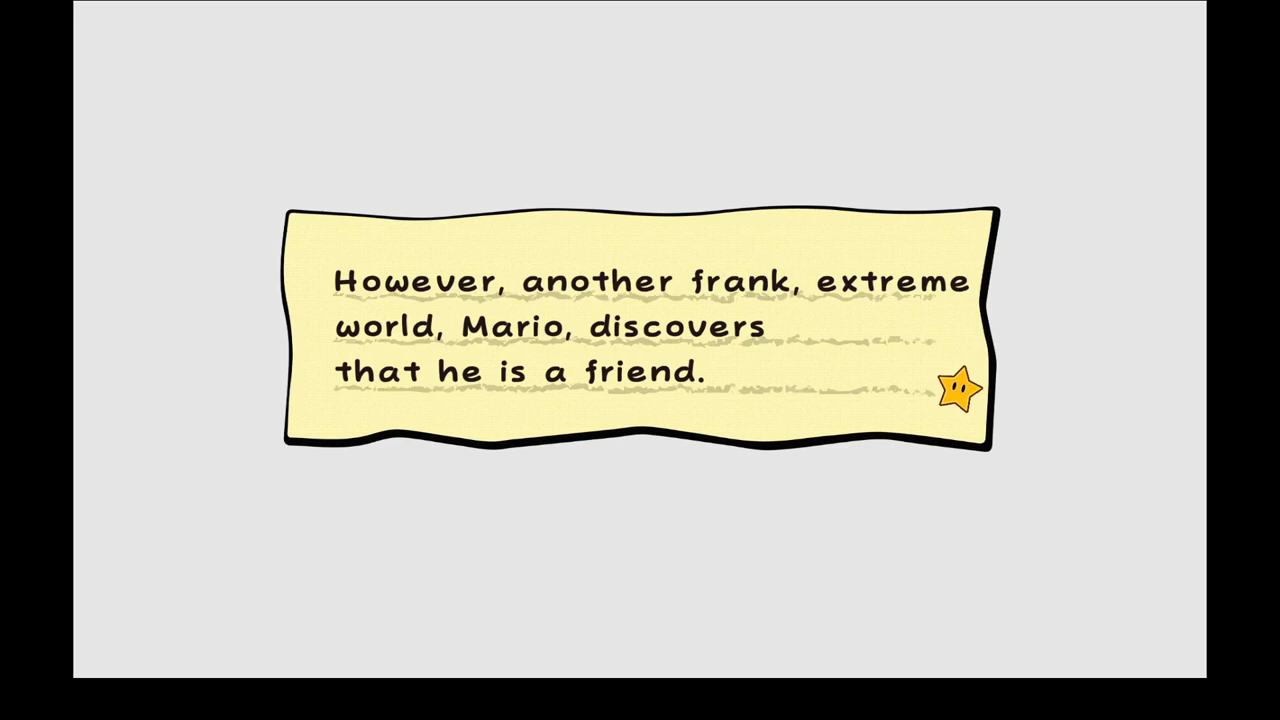 However, another frank, extreme
world, Mario, discovers
that he is a friend.